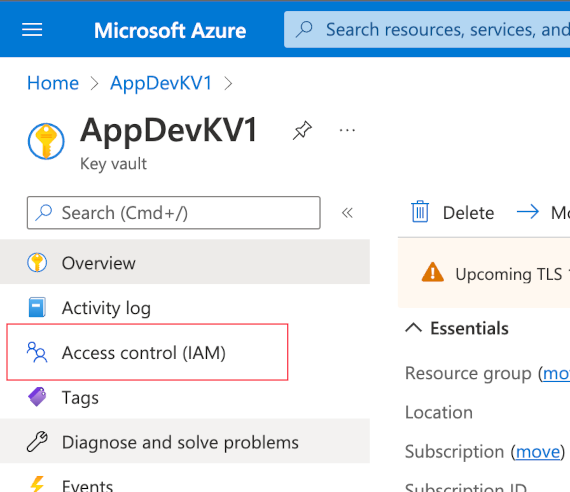 Microsoft Azure
Search resources, services, and
Home > AppDevKV1 >
AppDevKV1
Key vault
Search (Cmd+/)
Overview
Activity log
Access control (IAM)
Tags
Diagnose and solve problems
Events
Delete
Upcoming TLS
Essentials
Resource group (mo
Location
Subscription (move)
Subscription ID